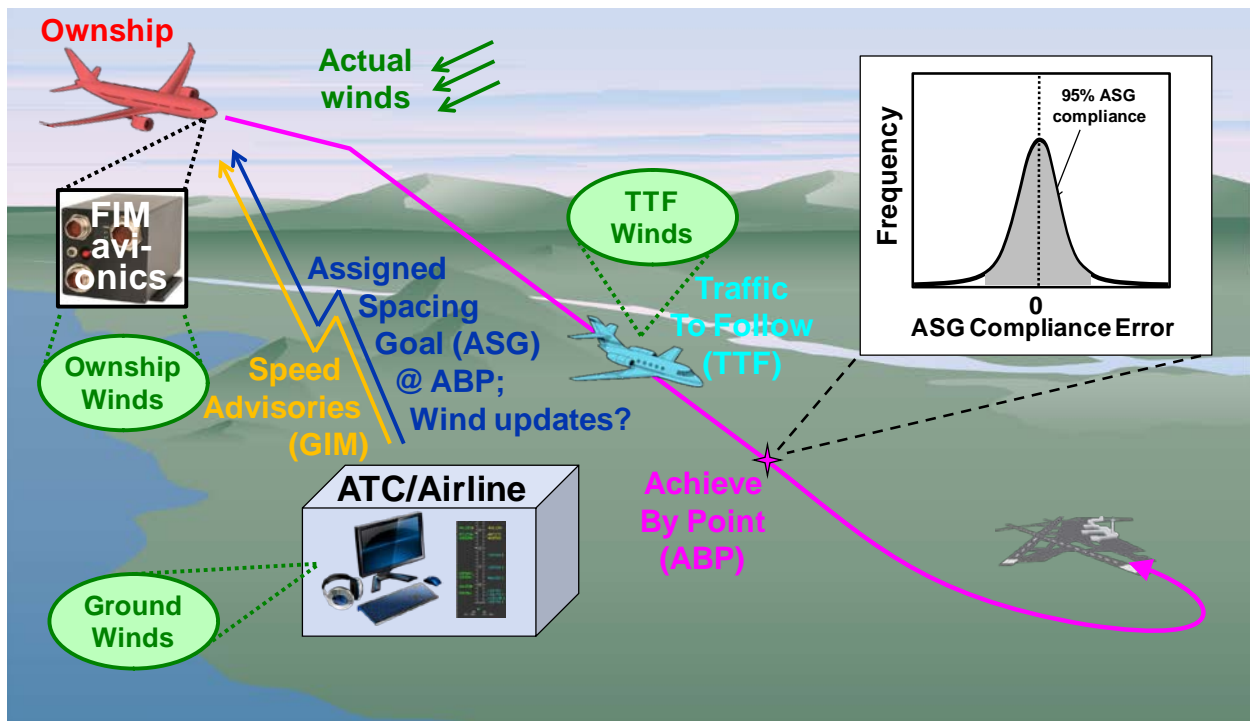 Ownship
Actual
winds
FIM
avi-
onics
Ownship
Winds
Assigned
Spacing
Goal (ASG)
@ ABP;
Wind updates?
Speed
Advisories
(GIM)
TTF
Winds
Traffic
To Follow
(TTF)
Frequency
95% ASG
compliance
0
ASG Compliance Error
ATC/Airline
Achieve
By Point
(ABP)
Ground
Winds